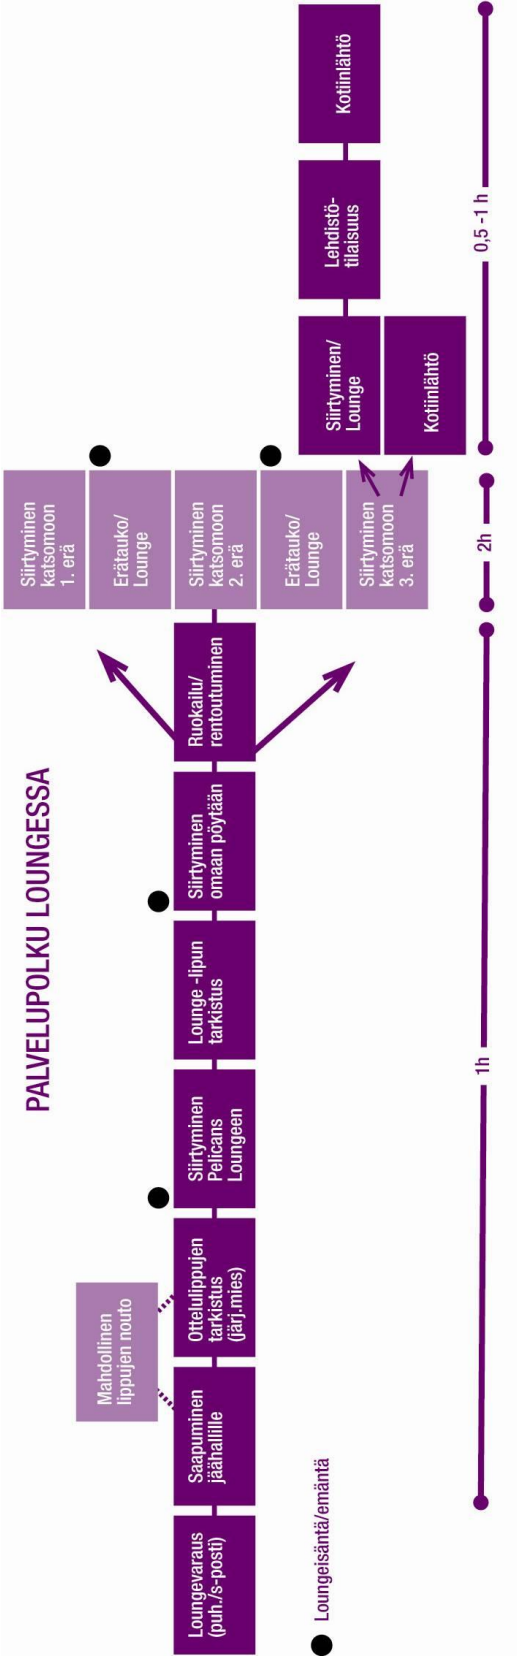 PALVELUPOLKU LOUNGESSA
Loungevaraus
(puh./s-posti)
Saapuminen
jäähallille
Mahdollinen
lippujen nouto
Ottelulippujen
tarkistus
(järj.mies)
Siirtyminen
Pelicans
Loungeen
Lounge -lipun
tarkistus
Siirtyminen
omaan pöytään
Ruokailu/
rentoutuminen
Siirtyminen
katsomoon
1. erä
Erätauko/
Lounge
Siirtyminen
katsomoon
2. erä
Erätauko/
Lounge
Siirtyminen
katsomoon
3. erä
Siirtyminen/
Lounge
Lehdistö-
tilaisuus
Kotiinlähtö
Kotiinlähtö
Loungeisäntä/emäntä
1h
2h
0,5 -1 h